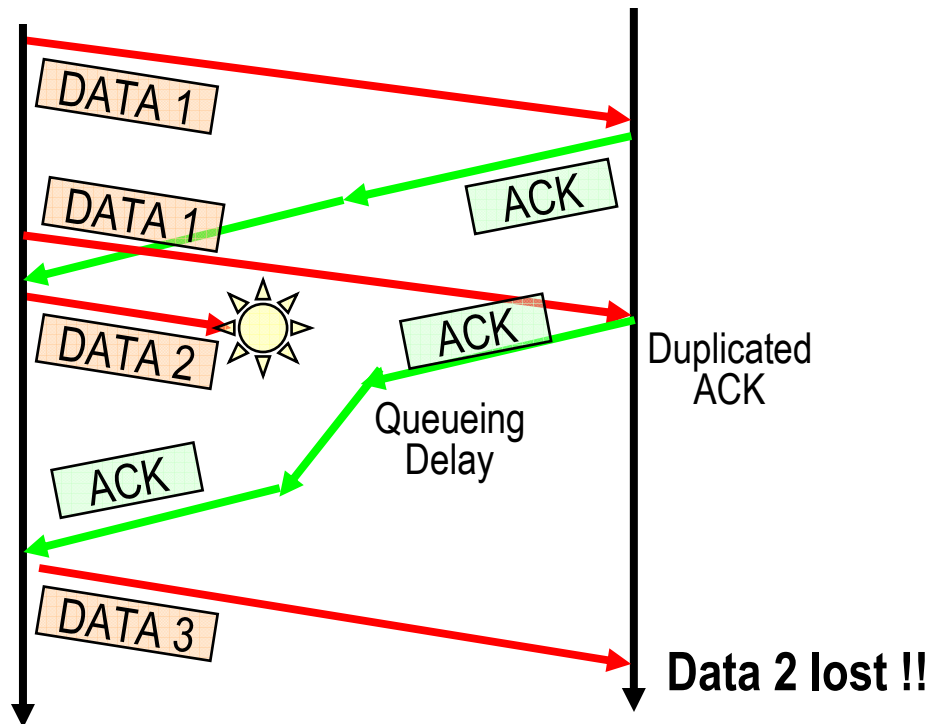 DATA 1
DATA 1
ACK
DATA 2
ACK
Duplicated
ACK
Queueing
Delay
ACK
DATA 3
Data 2 lost !!